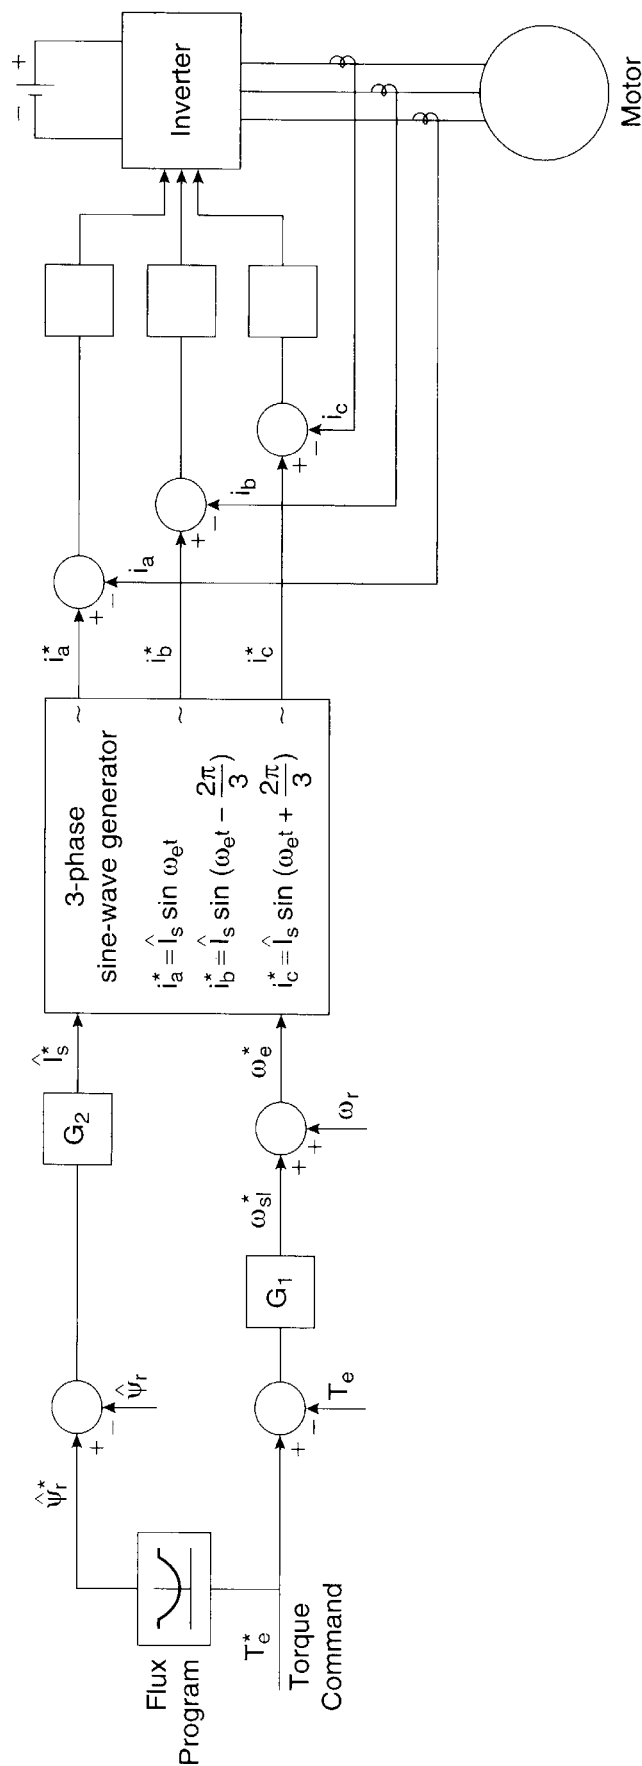 Flux
Program
T*e
Torque
Command
ψ̂*r
+
−
ψ̂r
+
−
Te
G2
G1
Î*s
ω*sl
+
+
ωr
ω*e
3-phase
sine-wave generator
i*a = Îs sin ωet
i*b = Îs sin (ωet − 2π/3)
i*c = Îs sin (ωet + 2π/3)
~
~
~
i*a
i*b
i*c
+
−
ia
+
−
ib
+
−
ic
Inverter
−
+
Motor